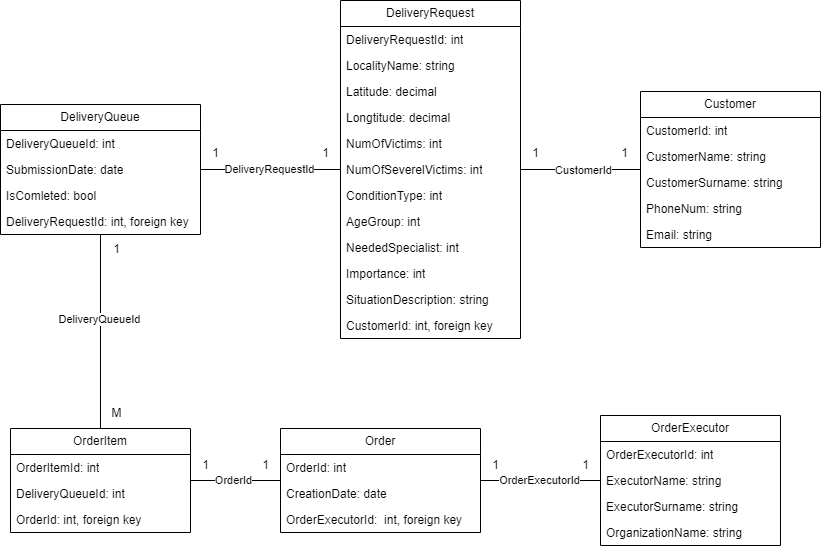 DeliveryRequest
DeliveryRequestId: int
LocalityName: string
Latitude: decimal
Longtitude: decimal
NumOfVictims: int
NumOfSevereIVictims: int
ConditionType: int
AgeGroup: int
NeededSpecialist: int
Importance: int
SituationDescription: string
CustomerId: int, foreign key
DeliveryQueue
DeliveryQueueId: int
SubmissionDate: date
IsComleted: bool
DeliveryRequestId: int, foreign key
1
DeliveryRequestId
1
1
CustomerId
1
Customer
CustomerId: int
CustomerName: string
CustomerSurname: string
PhoneNum: string
Email: string
1
DeliveryQueueId
M
OrderItem
OrderItemId: int
DeliveryQueueId: int
OrderId: int, foreign key
1
OrderId
1
Order
OrderId: int
CreationDate: date
OrderExecutorId: int, foreign key
1
OrderExecutorId
1
OrderExecutor
OrderExecutorId: int
ExecutorName: string
ExecutorSurname: string
OrganizationName: string